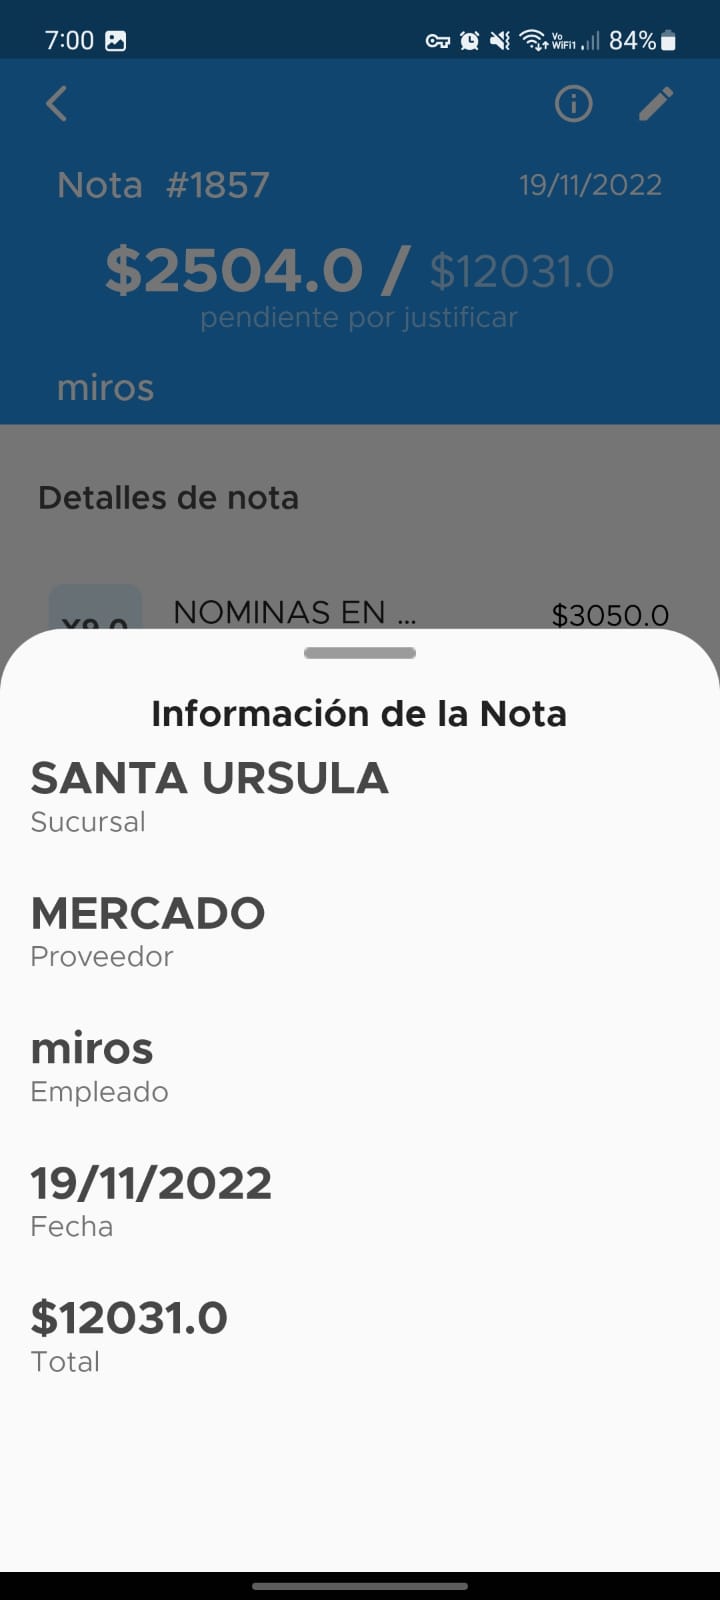 7:00 Vo WiFi1 84%
Nota #1857 19/11/2022
$2504.0 / $12031.0
pendiente por justificar
miros
Detalles de nota
NOMINAS EN ... $3050.0
Información de la Nota
SANTA URSULA
Sucursal
MERCADO
Proveedor
miros
Empleado
19/11/2022
Fecha
$12031.0
Total